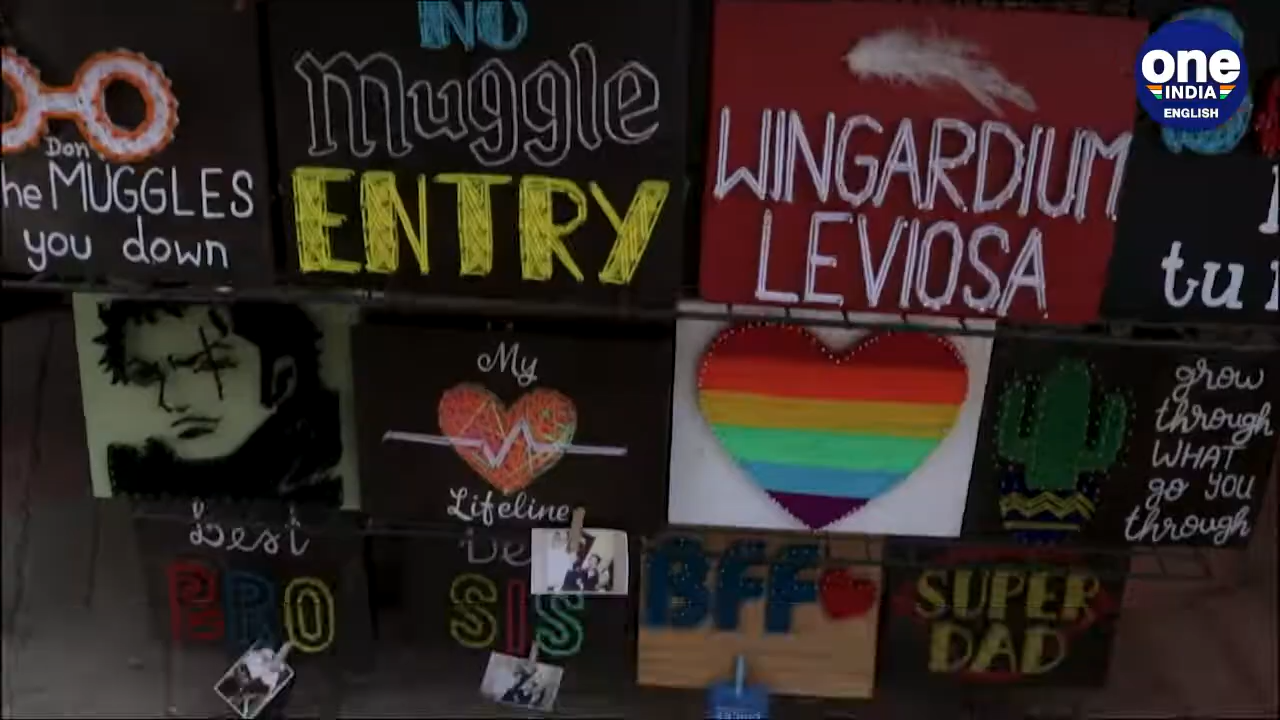 Don
he MUGGLES
you down
NO
Muggle
ENTRY
WINGARDIUM
LEVIOSA
tu
one
INDIA
ENGLISH
My
Lifeline
grow
through
WHAT
go YOU
through
Best
BRO
SIS
BFF
SUPER
DAD